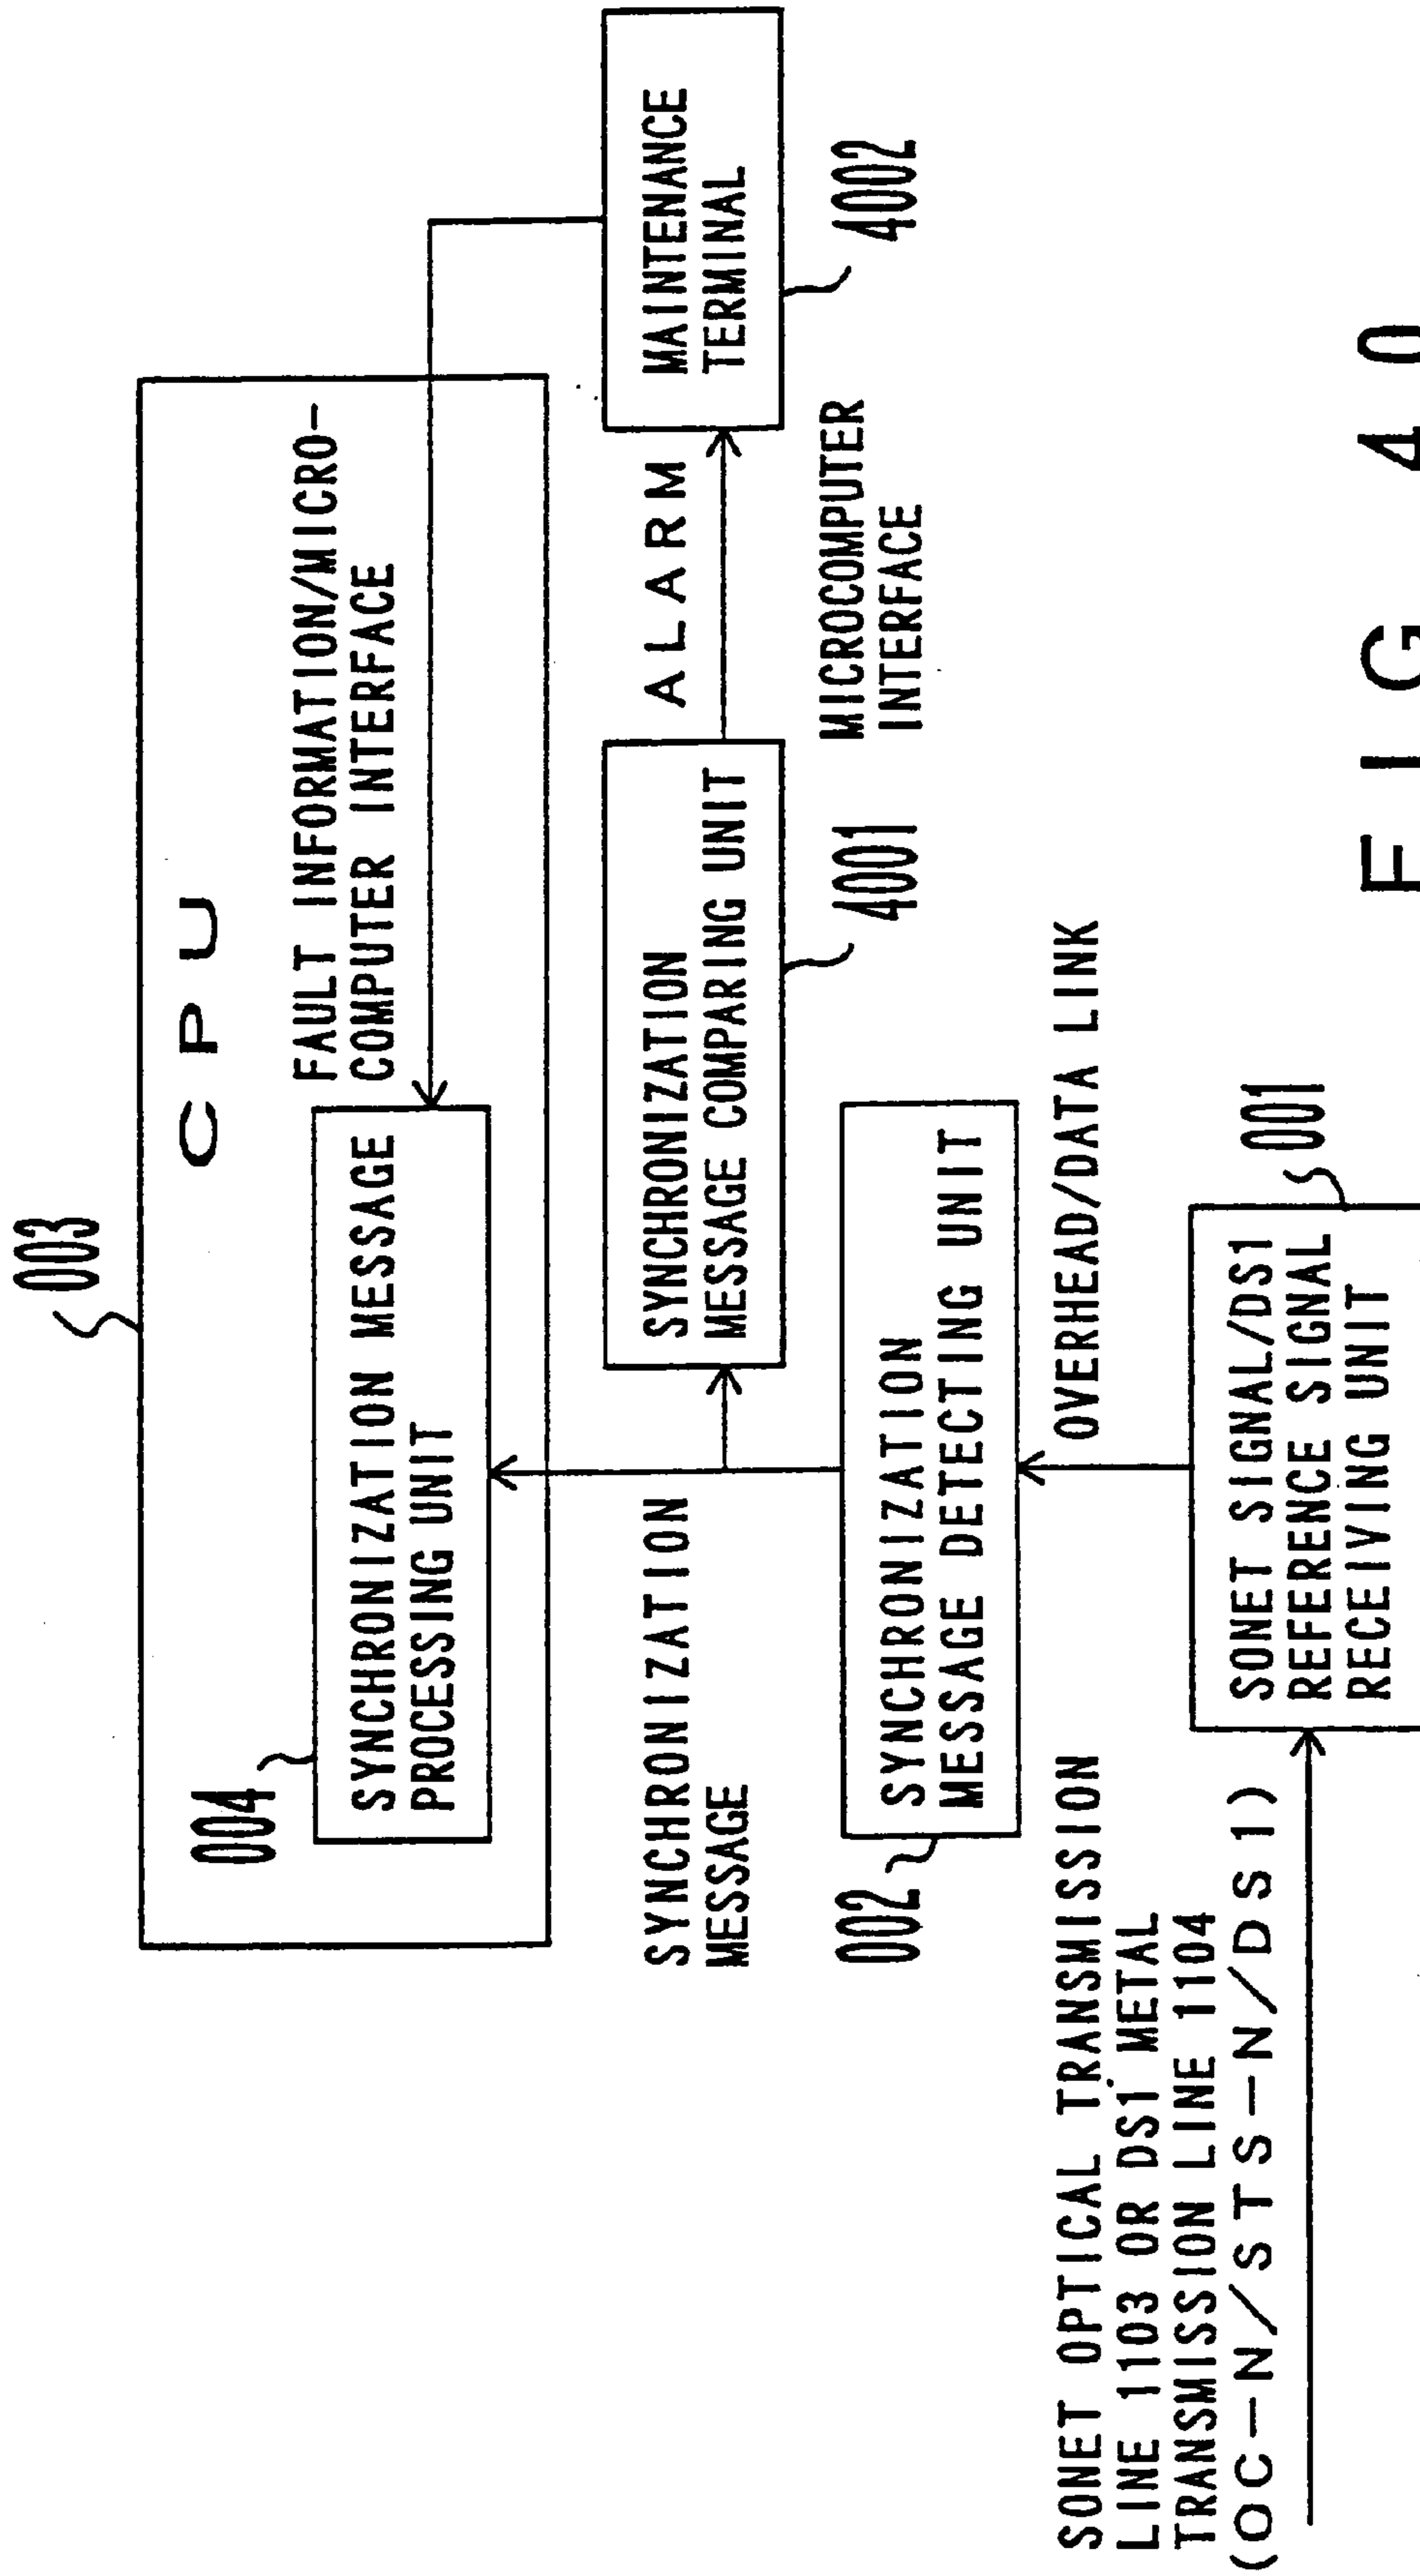 003
CPU
004
SYNCHRONIZATION MESSAGE
PROCESSING UNIT
FAULT INFORMATION/MICRO-
COMPUTER INTERFACE
SYNCHRONIZATION
MESSAGE
SYNCHRONIZATION
MESSAGE COMPARING UNIT
4001
ALARM
MICROCOMPUTER
INTERFACE
MAINTENANCE
TERMINAL
4002
002
SYNCHRONIZATION
MESSAGE DETECTING UNIT
OVERHEAD/DATA LINK
SONET OPTICAL TRANSMISSION
LINE 1103 OR DS1 METAL
TRANSMISSION LINE 1104
(OC-N/STS-N/DS1)
SONET SIGNAL/DS1
REFERENCE SIGNAL
RECEIVING UNIT
001
FIG 40